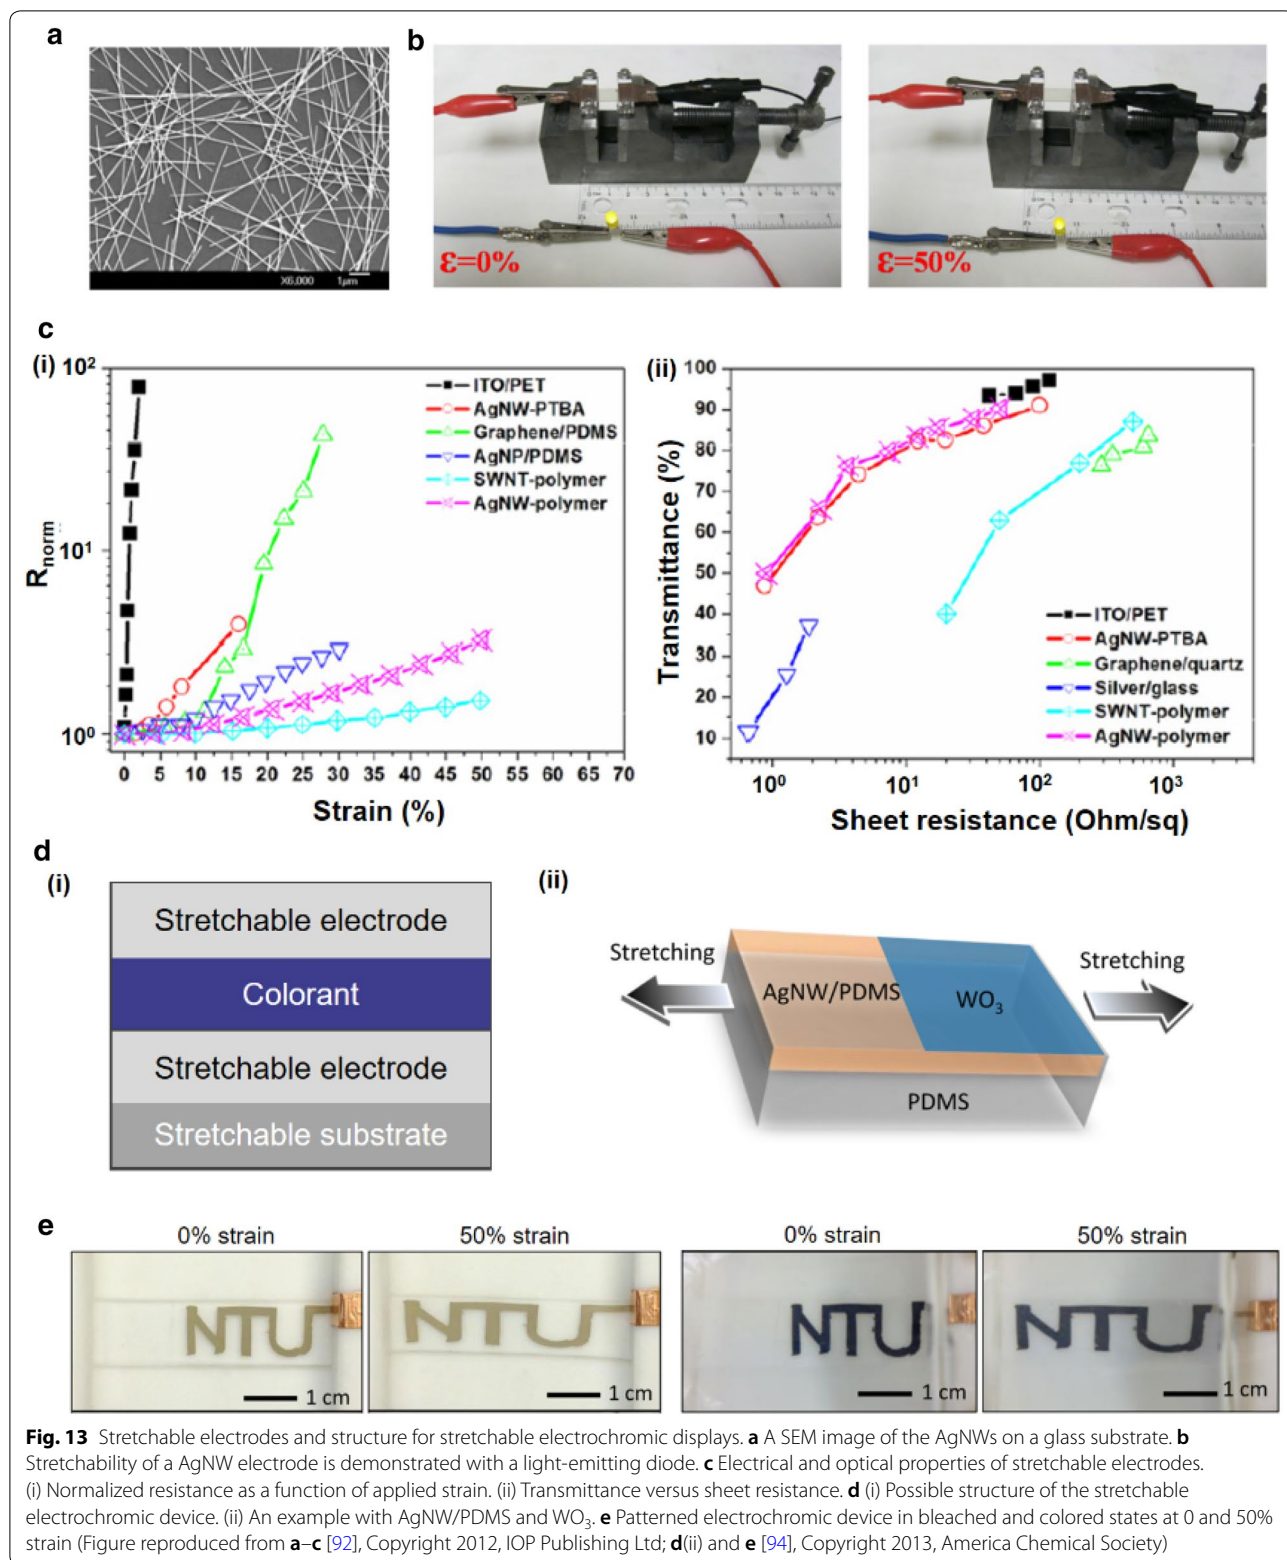 a
b
X6,000 1µm
ε=0%
ε=50%
c
(i)
10²
10¹
10⁰
R_norm
ITO/PET
AgNW-PTBA
Graphene/PDMS
AgNP/PDMS
SWNT-polymer
AgNW-polymer
0 5 10 15 20 25 30 35 40 45 50 55 60 65 70
Strain (%)
(ii)
100
90
80
70
60
50
40
30
20
10
Transmittance (%)
ITO/PET
AgNW-PTBA
Graphene/quartz
Silver/glass
SWNT-polymer
AgNW-polymer
10⁰ 10¹ 10² 10³
Sheet resistance (Ohm/sq)
d
(i)
Stretchable electrode
Colorant
Stretchable electrode
Stretchable substrate
(ii)
Stretching
AgNW/PDMS
WO₃
PDMS
Stretching
e
0% strain
50% strain
0% strain
50% strain
NTU
1 cm
NTU
1 cm
NTU
1 cm
NTU
1 cm
Fig. 13 Stretchable electrodes and structure for stretchable electrochromic displays. a A SEM image of the AgNWs on a glass substrate. b
Stretchability of a AgNW electrode is demonstrated with a light-emitting diode. c Electrical and optical properties of stretchable electrodes.
(i) Normalized resistance as a function of applied strain. (ii) Transmittance versus sheet resistance. d (i) Possible structure of the stretchable
electrochromic device. (ii) An example with AgNW/PDMS and WO₃. e Patterned electrochromic device in bleached and colored states at 0 and 50%
strain (Figure reproduced from a–c [92], Copyright 2012, IOP Publishing Ltd; d(ii) and e [94], Copyright 2013, America Chemical Society)